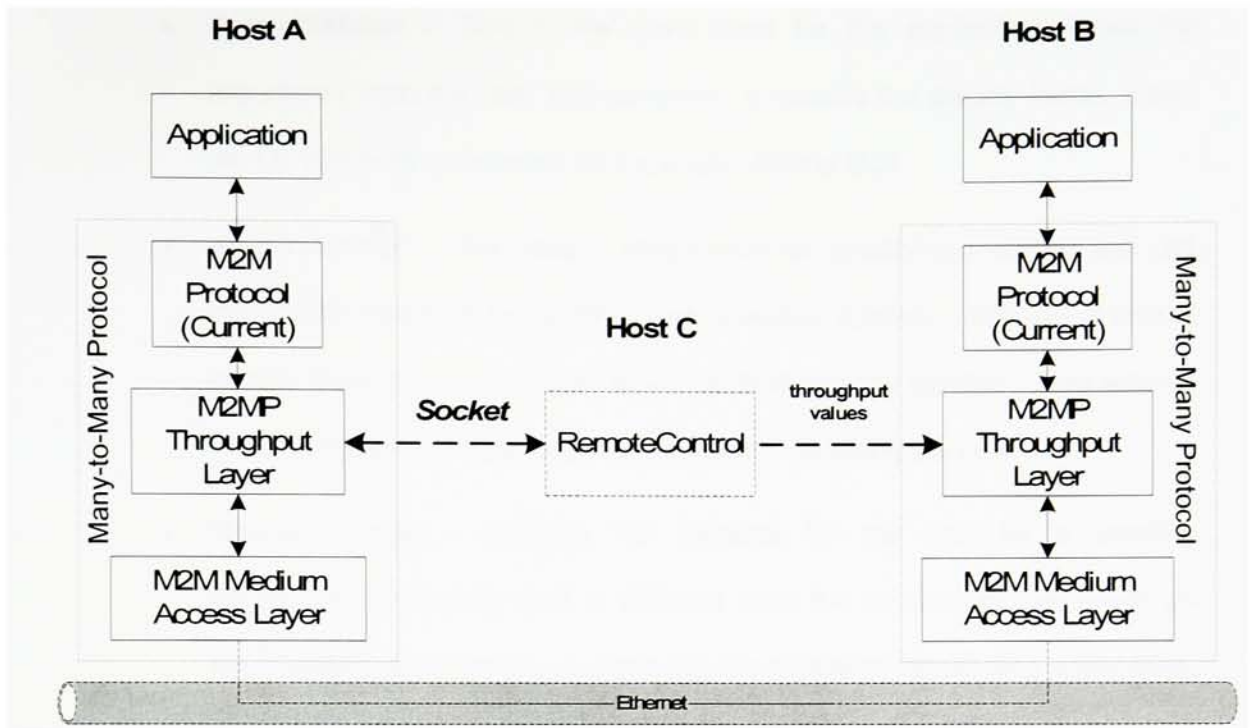 Host A
Host B
Application
Application
Many-to-Many Protocol
M2M
Protocol
(Current)
M2M
Protocol
(Current)
Many-to-Many Protocol
Host C
M2MP
Throughput
Layer
Socket
RemoteControl
throughput
values
M2MP
Throughput
Layer
M2M Medium
Access Layer
M2M Medium
Access Layer
Ethernet